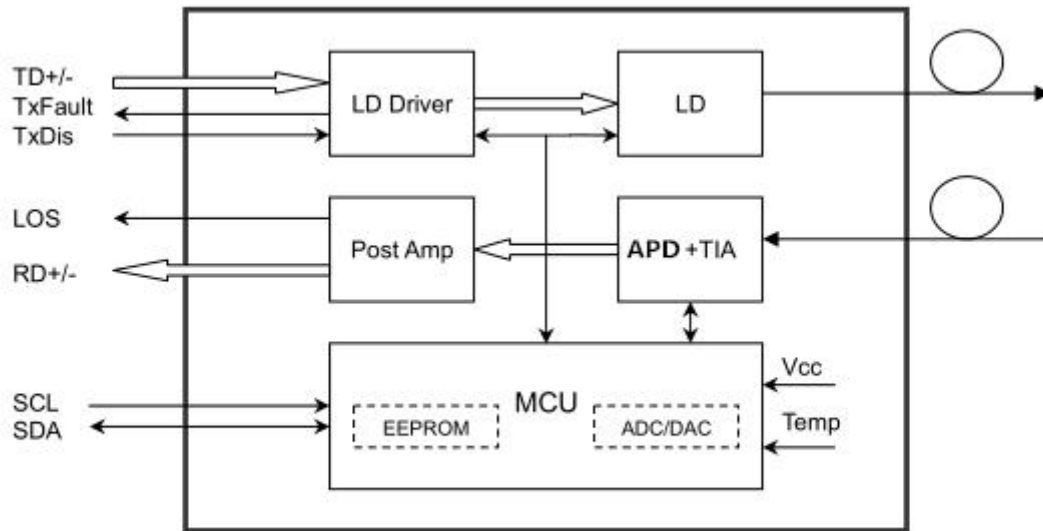 TD+/-
TxFault
TxDis
LD Driver
LD
LOS
RD+/-
Post Amp
APD +TIA
SCL
SDA
MCU
EEPROM
ADC/DAC
Vcc
Temp